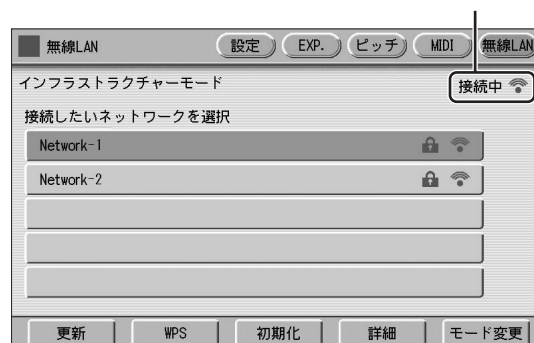 無線LAN 設定 EXP. ピッチ MIDI 無線LAN
インフラストラクチャーモード 接続中
接続したいネットワークを選択
Network-1
Network-2
更新 WPS 初期化 詳細 モード変更